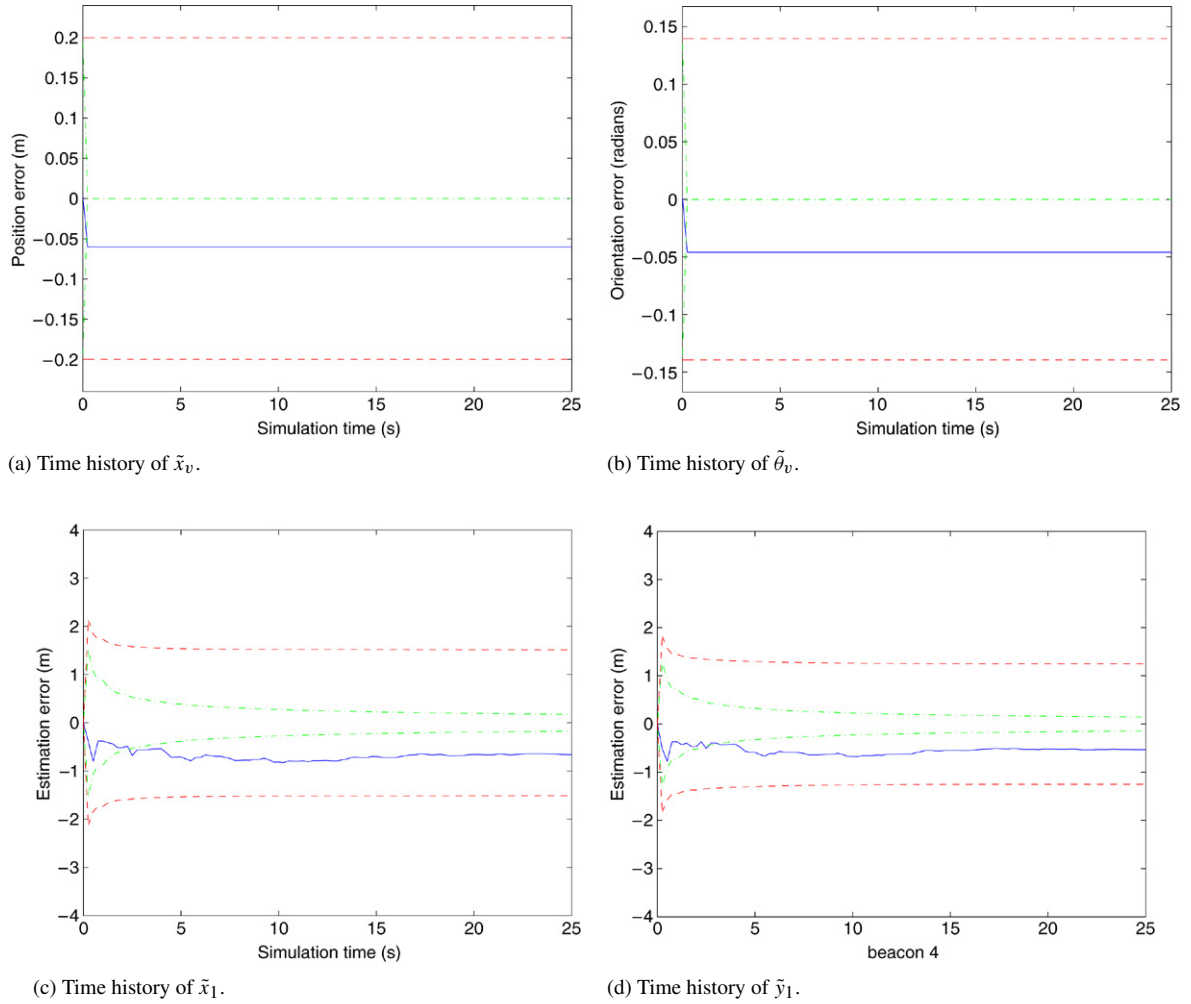 0.2
0.15
0.1
0.05
0
−0.05
−0.1
−0.15
−0.2
Position error (m)
0 5 10 15 20 25
Simulation time (s)
(a) Time history of x̃ᵥ.
0.15
0.1
0.05
0
−0.05
−0.1
−0.15
Orientation error (radians)
0 5 10 15 20 25
Simulation time (s)
(b) Time history of θ̃ᵥ.
4
3
2
1
0
−1
−2
−3
−4
Estimation error (m)
0 5 10 15 20 25
Simulation time (s)
(c) Time history of x̃₁.
4
3
2
1
0
−1
−2
−3
−4
Estimation error (m)
0 5 10 15 20 25
beacon 4
(d) Time history of ỹ₁.